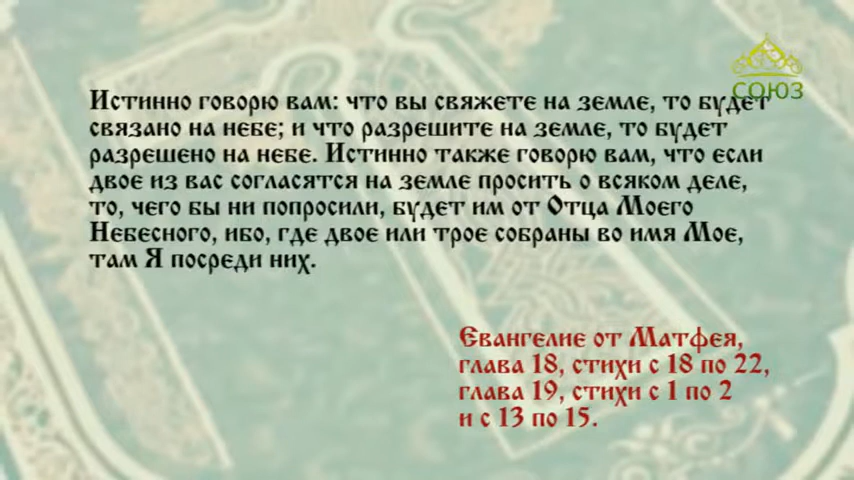 СОЮЗ
Истинно говорю вам: что вы свяжете на земле, то будет
связано на небе; и что разрешите на земле, то будет
разрешено на небе. Истинно также говорю вам, что если
двое из вас согласятся на земле просить о всяком деле,
то, чего бы ни попросили, будет им от Отца Моего
Небесного, ибо, где двое или трое собраны во имя Мое,
там Я посреди них.
Евангелие от Матфея,
глава 18, стихи с 18 по 22,
глава 19, стихи с 1 по 2
и с 13 по 15.